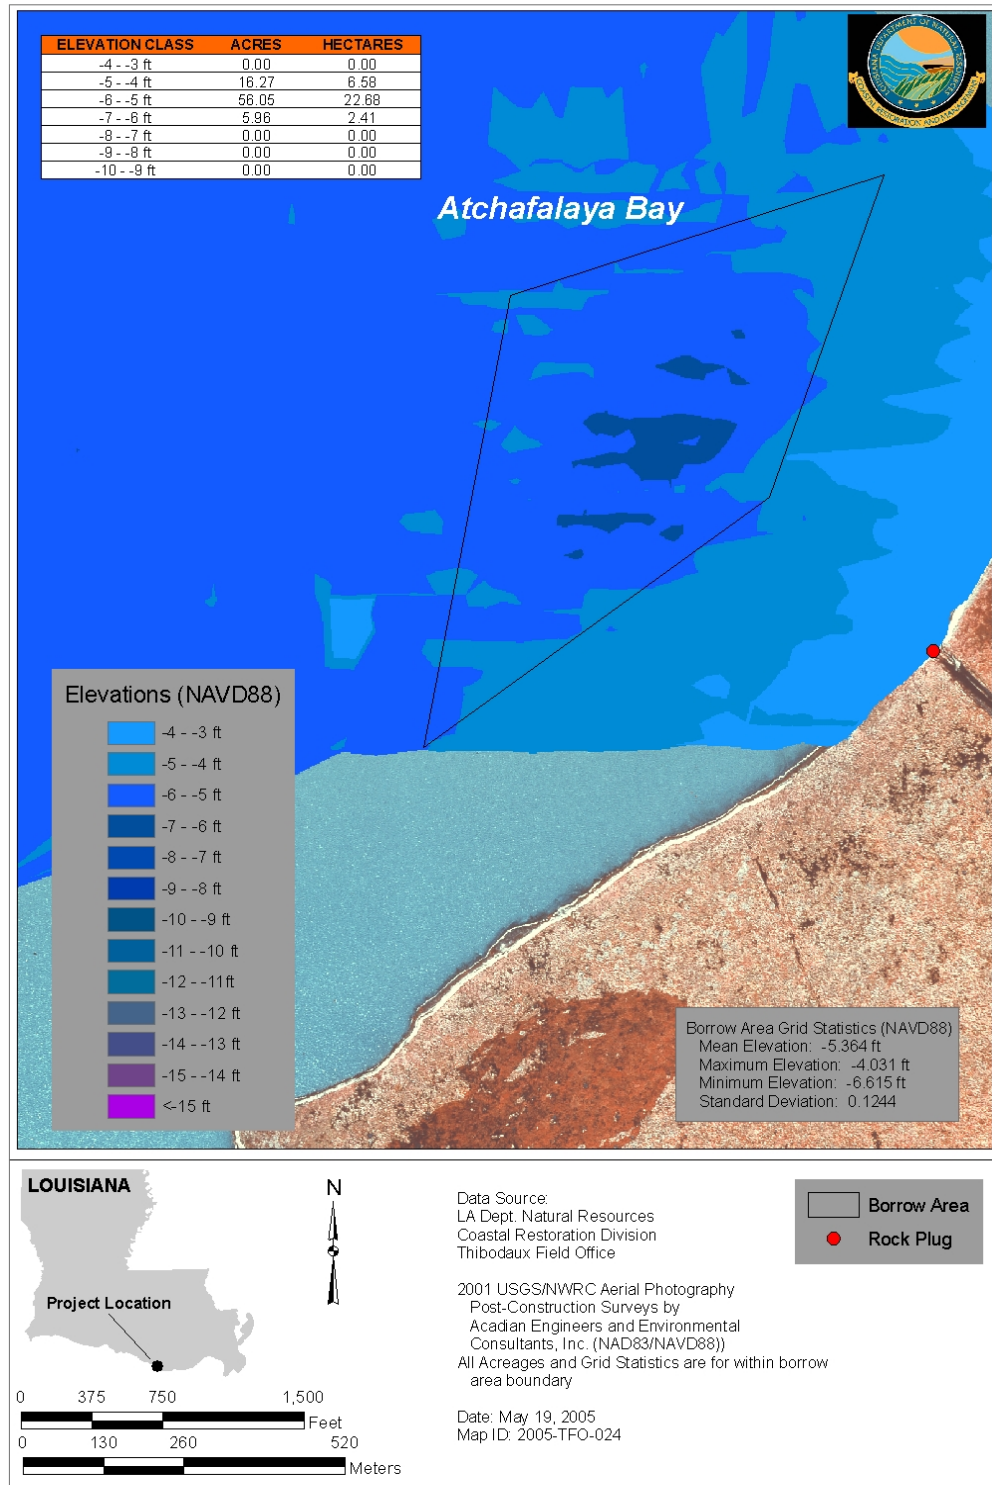 ELEVATION CLASS ACRES HECTARES
-4 - -3 ft 0.00 0.00
-5 - -4 ft 16.27 6.58
-6 - -5 ft 56.05 22.68
-7 - -6 ft 5.96 2.41
-8 - -7 ft 0.00 0.00
-9 - -8 ft 0.00 0.00
-10 - -9 ft 0.00 0.00
LOUISIANA DEPARTMENT OF NATURAL RESOURCES
COASTAL RESTORATION AND MANAGEMENT
Atchafalaya Bay
Elevations (NAVD88)
-4 - -3 ft
-5 - -4 ft
-6 - -5 ft
-7 - -6 ft
-8 - -7 ft
-9 - -8 ft
-10 - -9 ft
-11 - -10 ft
-12 - -11ft
-13 - -12 ft
-14 - -13 ft
-15 - -14 ft
<-15 ft
Borrow Area Grid Statistics (NAVD88)
Mean Elevation: -5.364 ft
Maximum Elevation: -4.031 ft
Minimum Elevation: -6.615 ft
Standard Deviation: 0.1244
LOUISIANA
Project Location
N
0 375 750 1,500
Feet
0 130 260 520
Meters
Data Source:
LA Dept. Natural Resources
Coastal Restoration Division
Thibodaux Field Office
2001 USGS/NWRC Aerial Photography
Post-Construction Surveys by
Acadian Engineers and Environmental
Consultants, Inc. (NAD83/NAVD88))
All Acreages and Grid Statistics are for within borrow
area boundary
Date: May 19, 2005
Map ID: 2005-TFO-024
Borrow Area
Rock Plug